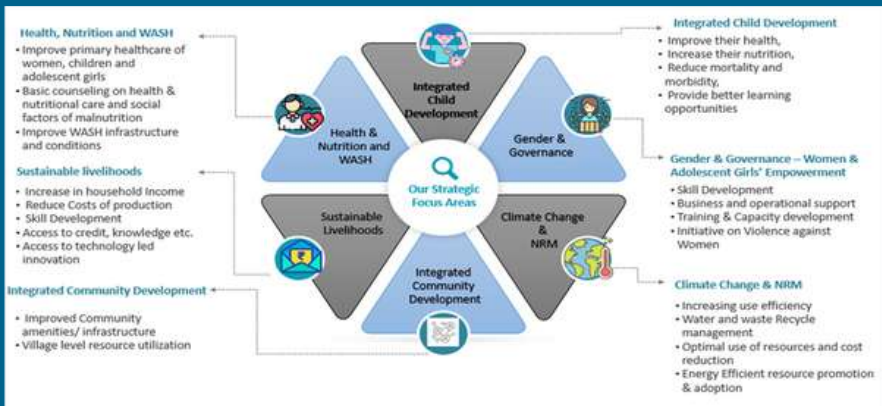 Health, Nutrition and WASH
• Improve primary healthcare of
women, children and
adolescent girls
• Basic counseling on health &
nutritional care and social
factors of malnutrition
• Improve WASH infrastructure
and conditions
Sustainable livelihoods
• Increase in household Income
• Reduce Costs of production
• Skill Development
• Access to credit, knowledge etc.
• Access to technology led
innovation
Integrated Community Development
• Improved Community
amenities/ infrastructure
• Village level resource utilization
Integrated
Child
Development
Health &
Nutrition and
WASH
Gender &
Governance
Our Strategic
Focus Areas
Sustainable
Livelihoods
Climate Change
&
NRM
Integrated
Community
Development
Integrated Child Development
• Improve their health,
• Increase their nutrition,
• Reduce mortality and
morbidity,
• Provide better learning
opportunities
Gender & Governance – Women &
Adolescent Girls' Empowerment
• Skill Development
• Business and operational support
• Training & Capacity development
• Initiative on Violence against
Women
Climate Change & NRM
• Increasing use efficiency
• Water and waste Recycle
management
• Optimal use of resources and cost
reduction
• Energy Efficient resource promotion
& adoption